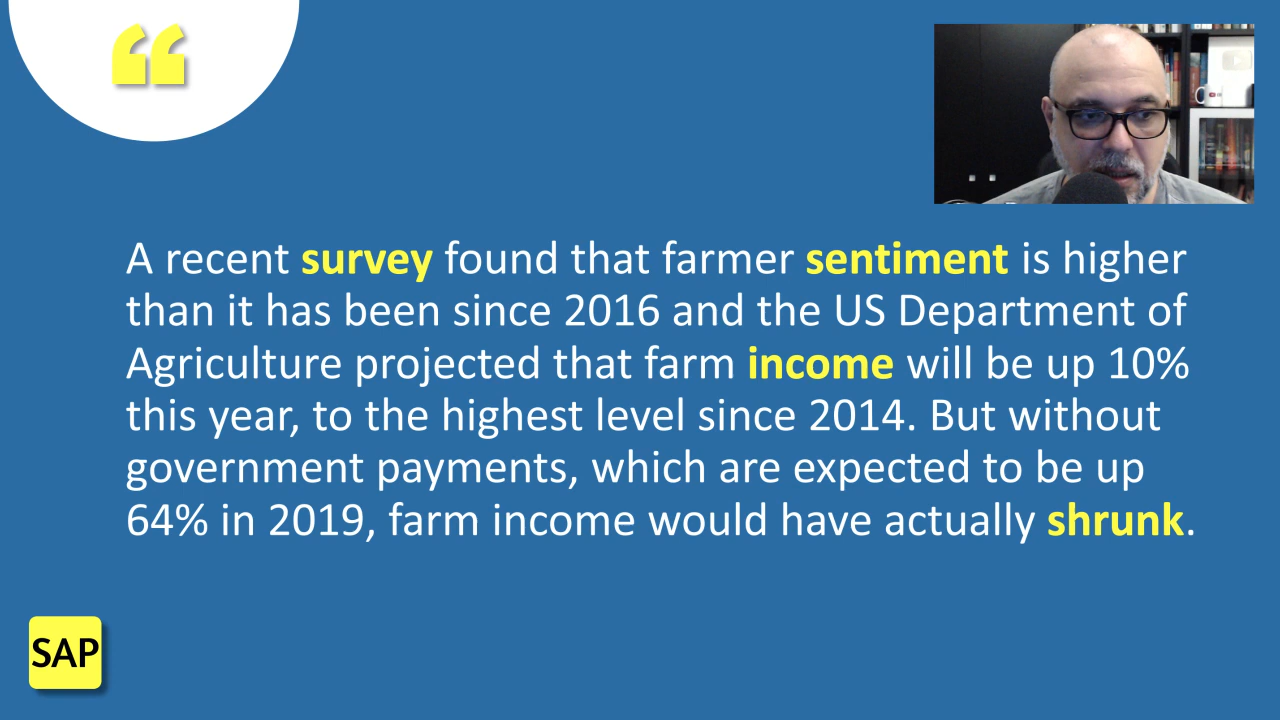 “
A recent survey found that farmer sentiment is higher
than it has been since 2016 and the US Department of
Agriculture projected that farm income will be up 10%
this year, to the highest level since 2014. But without
government payments, which are expected to be up
64% in 2019, farm income would have actually shrunk.
SAP